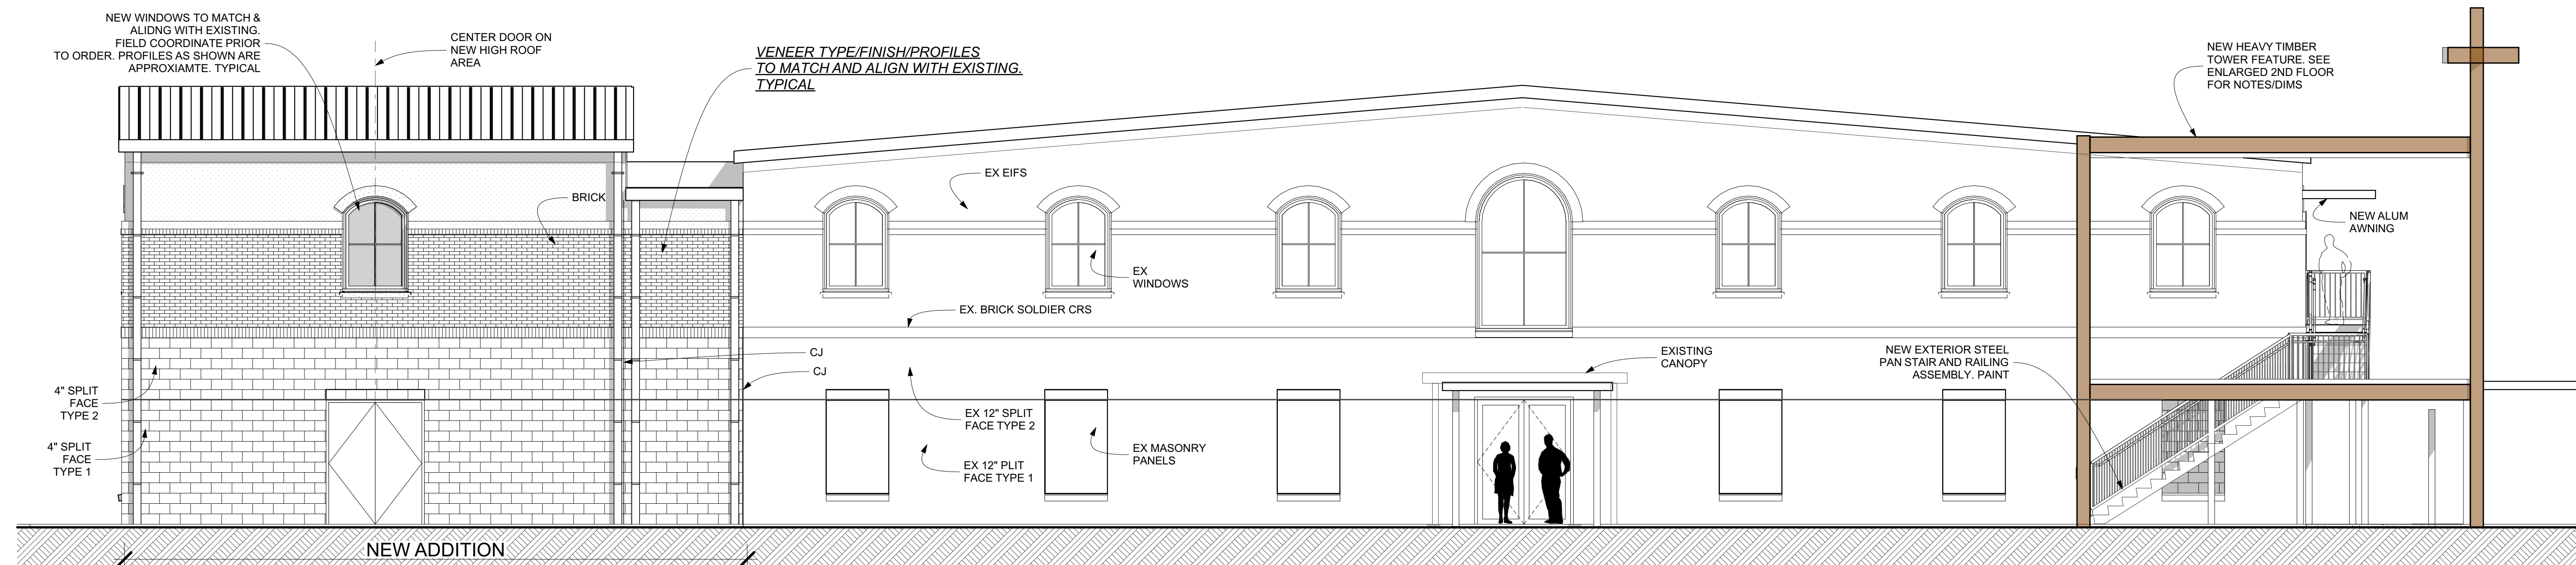 NEW WINDOWS TO MATCH &
ALIDNG WITH EXISTING.
FIELD COORDINATE PRIOR
TO ORDER. PROFILES AS SHOWN ARE
APPROXIAMTE. TYPICAL
CENTER DOOR ON
NEW HIGH ROOF
AREA
VENEER TYPE/FINISH/PROFILES
TO MATCH AND ALIGN WITH EXISTING.
TYPICAL
NEW HEAVY TIMBER
TOWER FEATURE. SEE
ENLARGED 2ND FLOOR
FOR NOTES/DIMS
BRICK
EX EIFS
NEW ALUM
AWNING
EX
WINDOWS
EX. BRICK SOLDIER CRS
CJ
CJ
EXISTING
CANOPY
NEW EXTERIOR STEEL
PAN STAIR AND RAILING
ASSEMBLY. PAINT
4" SPLIT
FACE
TYPE 2
4" SPLIT
FACE
TYPE 1
EX 12" SPLIT
FACE TYPE 2
EX 12" PLIT
FACE TYPE 1
EX MASONRY
PANELS
NEW ADDITION